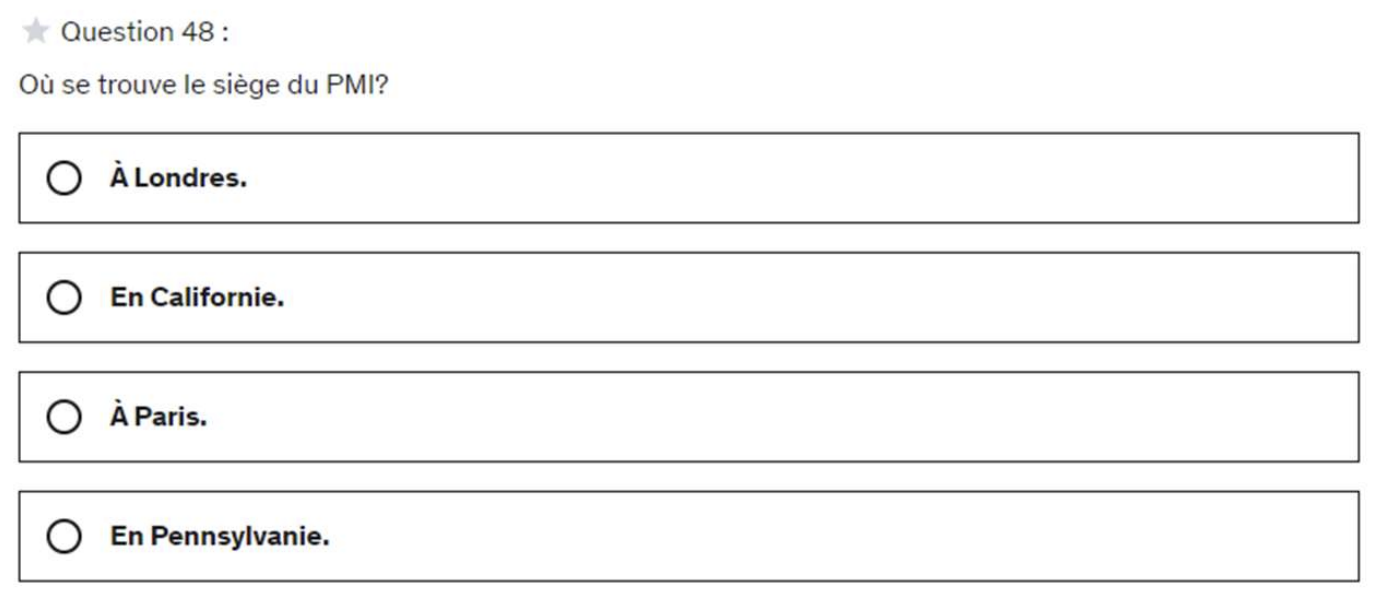 Question 48 :
Où se trouve le siège du PMI?
À Londres.
En Californie.
À Paris.
En Pennsylvanie.